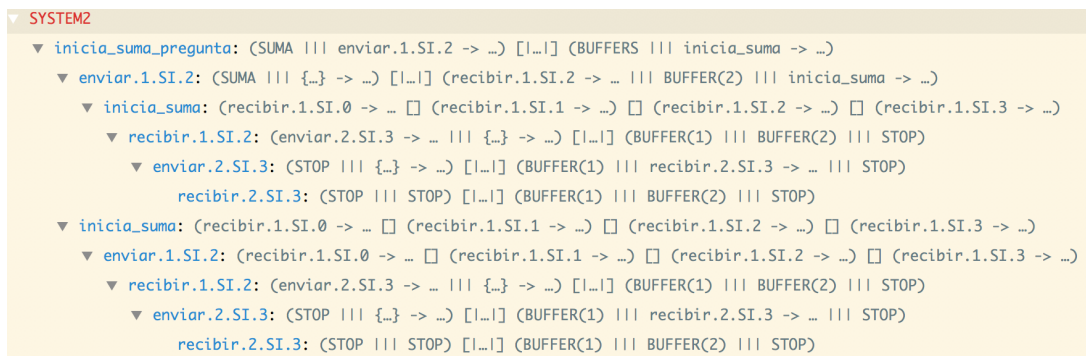 SYSTEM2
inicia_suma_pregunta: (SUMA ||| enviar.1.SI.2 -> …) [|…|] (BUFFERS ||| inicia_suma -> …)
enviar.1.SI.2: (SUMA ||| {…} -> …) [|…|] (recibir.1.SI.2 -> … ||| BUFFER(2) ||| inicia_suma -> …)
inicia_suma: (recibir.1.SI.0 -> … [] (recibir.1.SI.1 -> …) [] (recibir.1.SI.2 -> …) [] (recibir.1.SI.3 -> …)
recibir.1.SI.2: (enviar.2.SI.3 -> … ||| {…} -> …) [|…|] (BUFFER(1) ||| BUFFER(2) ||| STOP)
enviar.2.SI.3: (STOP ||| {…} -> …) [|…|] (BUFFER(1) ||| recibir.2.SI.3 -> … ||| STOP)
recibir.2.SI.3: (STOP ||| STOP) [|…|] (BUFFER(1) ||| BUFFER(2) ||| STOP)
inicia_suma: (recibir.1.SI.0 -> … [] (recibir.1.SI.1 -> …) [] (recibir.1.SI.2 -> …) [] (recibir.1.SI.3 -> …)
enviar.1.SI.2: (recibir.1.SI.0 -> … [] (recibir.1.SI.1 -> …) [] (recibir.1.SI.2 -> …) [] (recibir.1.SI.3 -> …)
recibir.1.SI.2: (enviar.2.SI.3 -> … ||| {…} -> …) [|…|] (BUFFER(1) ||| BUFFER(2) ||| STOP)
enviar.2.SI.3: (STOP ||| {…} -> …) [|…|] (BUFFER(1) ||| recibir.2.SI.3 -> … ||| STOP)
recibir.2.SI.3: (STOP ||| STOP) [|…|] (BUFFER(1) ||| BUFFER(2) ||| STOP)